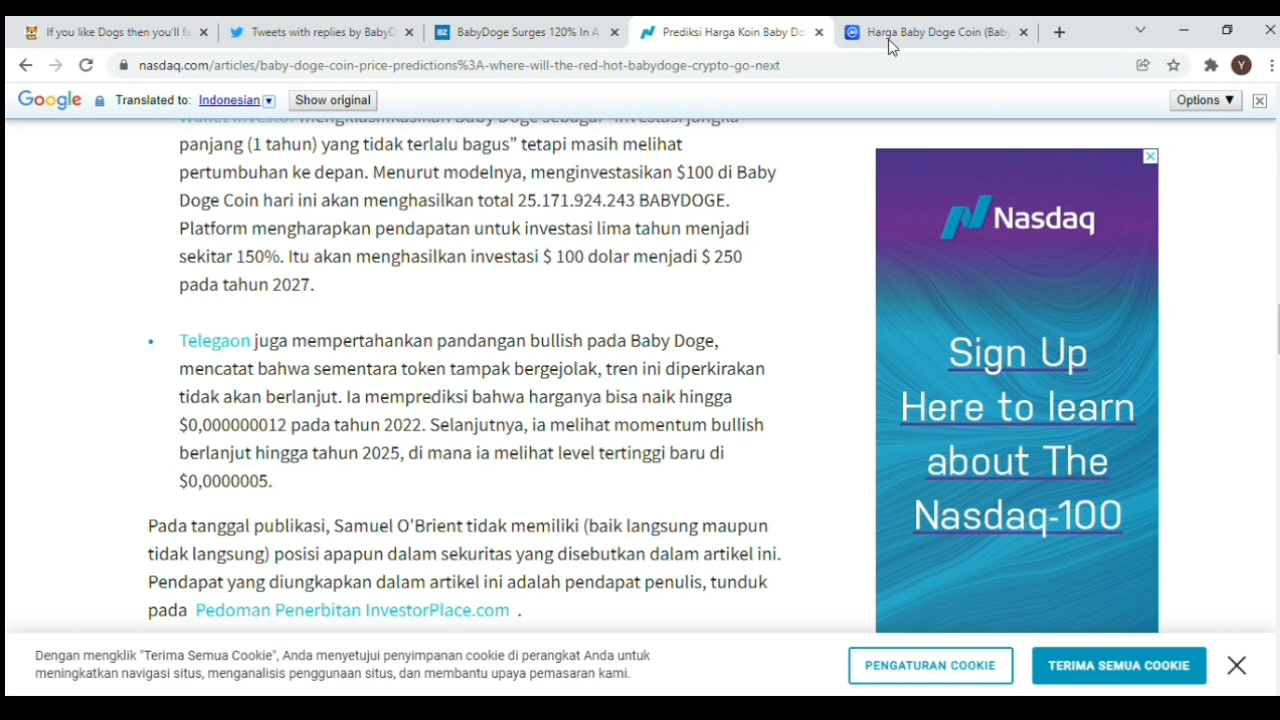 If you like Dogs then you'll fa
Tweets with replies by BabyD
BabyDoge Surges 120% In A
Prediksi Harga Koin Baby Do
Harga Baby Doge Coin (Baby
nasdaq.com/articles/baby-doge-coin-price-predictions%3A-where-will-the-red-hot-babydoge-crypto-go-next
Y
Google Translated to: Indonesian Show original Options ▼
Wallet Investor mengklasifikasikan Baby Doge sebagai "investasi jangka
panjang (1 tahun) yang tidak terlalu bagus” tetapi masih melihat
pertumbuhan ke depan. Menurut modelnya, menginvestasikan $100 di Baby
Doge Coin hari ini akan menghasilkan total 25.171.924.243 BABYDOGE.
Platform mengharapkan pendapatan untuk investasi lima tahun menjadi
sekitar 150%. Itu akan menghasilkan investasi $ 100 dolar menjadi $ 250
pada tahun 2027.
• Telegaon juga mempertahankan pandangan bullish pada Baby Doge,
mencatat bahwa sementara token tampak bergejolak, tren ini diperkirakan
tidak akan berlanjut. Ia memprediksi bahwa harganya bisa naik hingga
$0,000000012 pada tahun 2022. Selanjutnya, ia melihat momentum bullish
berlanjut hingga tahun 2025, di mana ia melihat level tertinggi baru di
$0,0000005.
Pada tanggal publikasi, Samuel O'Brient tidak memiliki (baik langsung maupun
tidak langsung) posisi apapun dalam sekuritas yang disebutkan dalam artikel ini.
Pendapat yang diungkapkan dalam artikel ini adalah pendapat penulis, tunduk
pada Pedoman Penerbitan InvestorPlace.com .
Nasdaq
Sign Up
Here to learn
about The
Nasdaq-100
Dengan mengklik "Terima Semua Cookie", Anda menyetujui penyimpanan cookie di perangkat Anda untuk
meningkatkan navigasi situs, menganalisis penggunaan situs, dan membantu upaya pemasaran kami.
PENGATURAN COOKIE
TERIMA SEMUA COOKIE